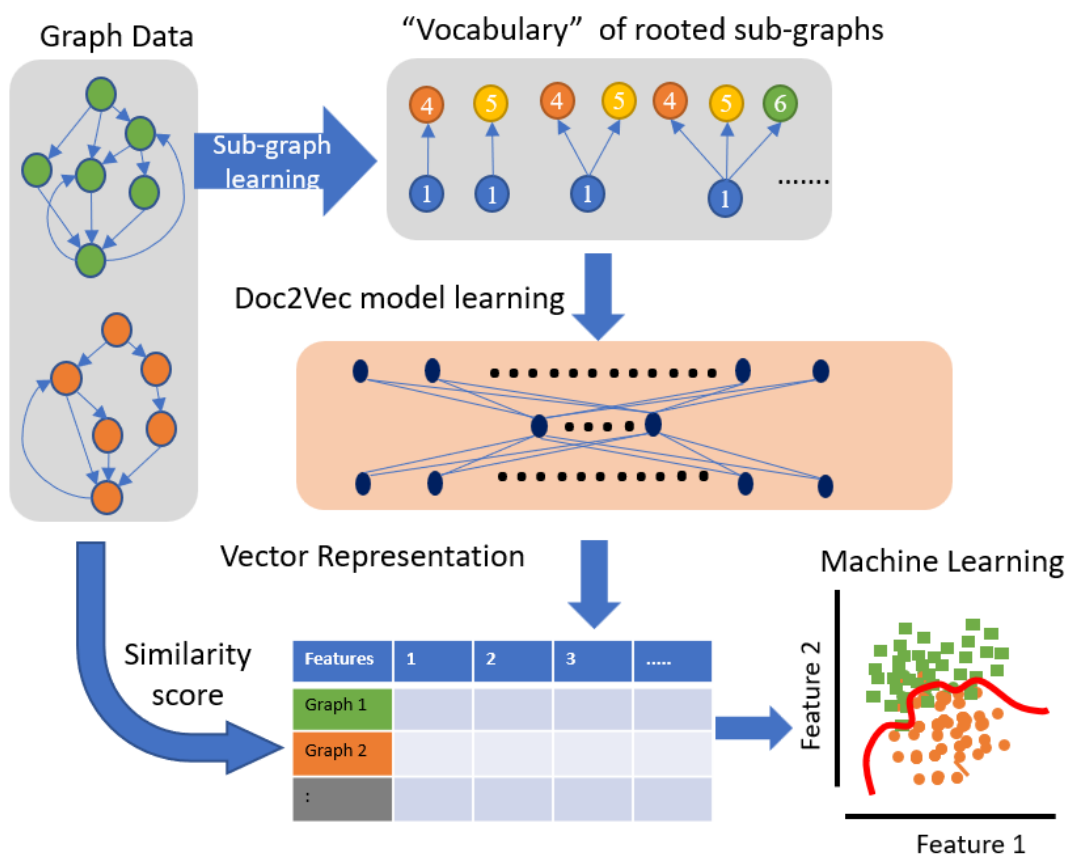 Graph Data
“Vocabulary” of rooted sub-graphs
4 5 4 5 4 5 6
Sub-graph
learning
1 1 1 1
.......
Doc2Vec model learning
Vector Representation
Machine Learning
Similarity
score
Features 1 2 3 .....
Graph 1
Graph 2
:
Feature 2
Feature 1